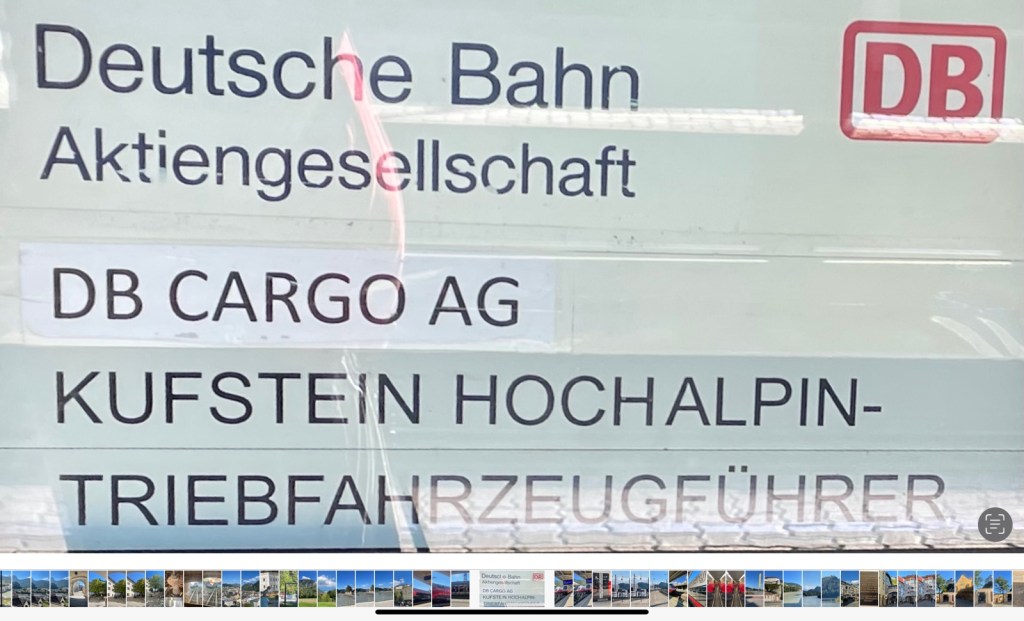 Deutsche Bahn DB
Aktiengesellschaft
DB CARGO AG
KUFSTEIN HOCHALPIN-
TRIEBFAHRZEUGFÜHRER